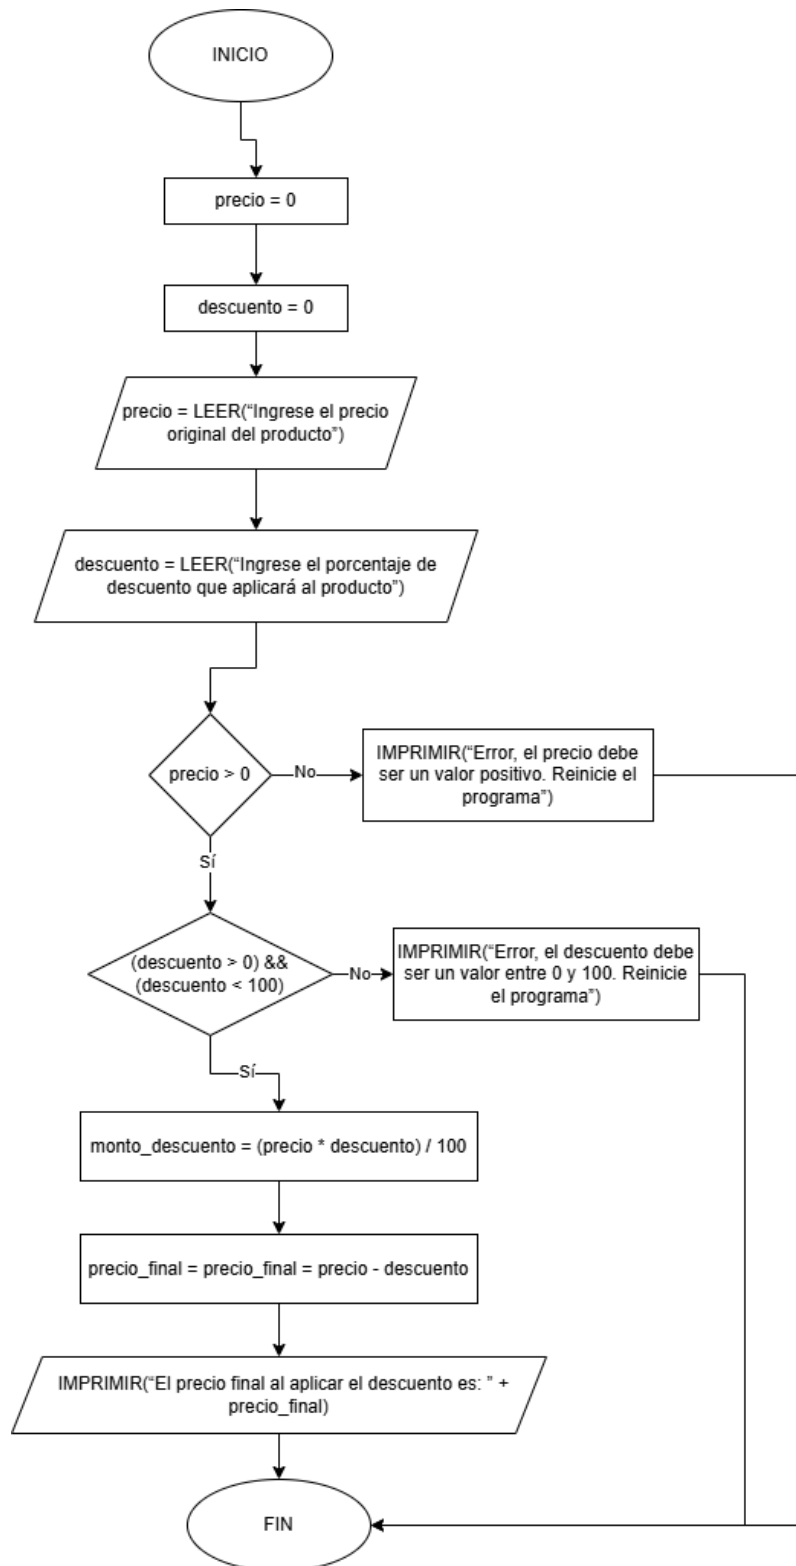 INICIO
precio = 0
descuento = 0
precio = LEER(“Ingrese el precio
original del producto”)
descuento = LEER(“Ingrese el porcentaje de
descuento que aplicará al producto”)
precio > 0
No
IMPRIMIR(“Error, el precio debe
ser un valor positivo. Reinicie el
programa”)
Sí
(descuento > 0) &&
(descuento < 100)
No
IMPRIMIR(“Error, el descuento debe
ser un valor entre 0 y 100. Reinicie
el programa”)
Sí
monto_descuento = (precio * descuento) / 100
precio_final = precio_final = precio - descuento
IMPRIMIR(“El precio final al aplicar el descuento es: ” +
precio_final)
FIN